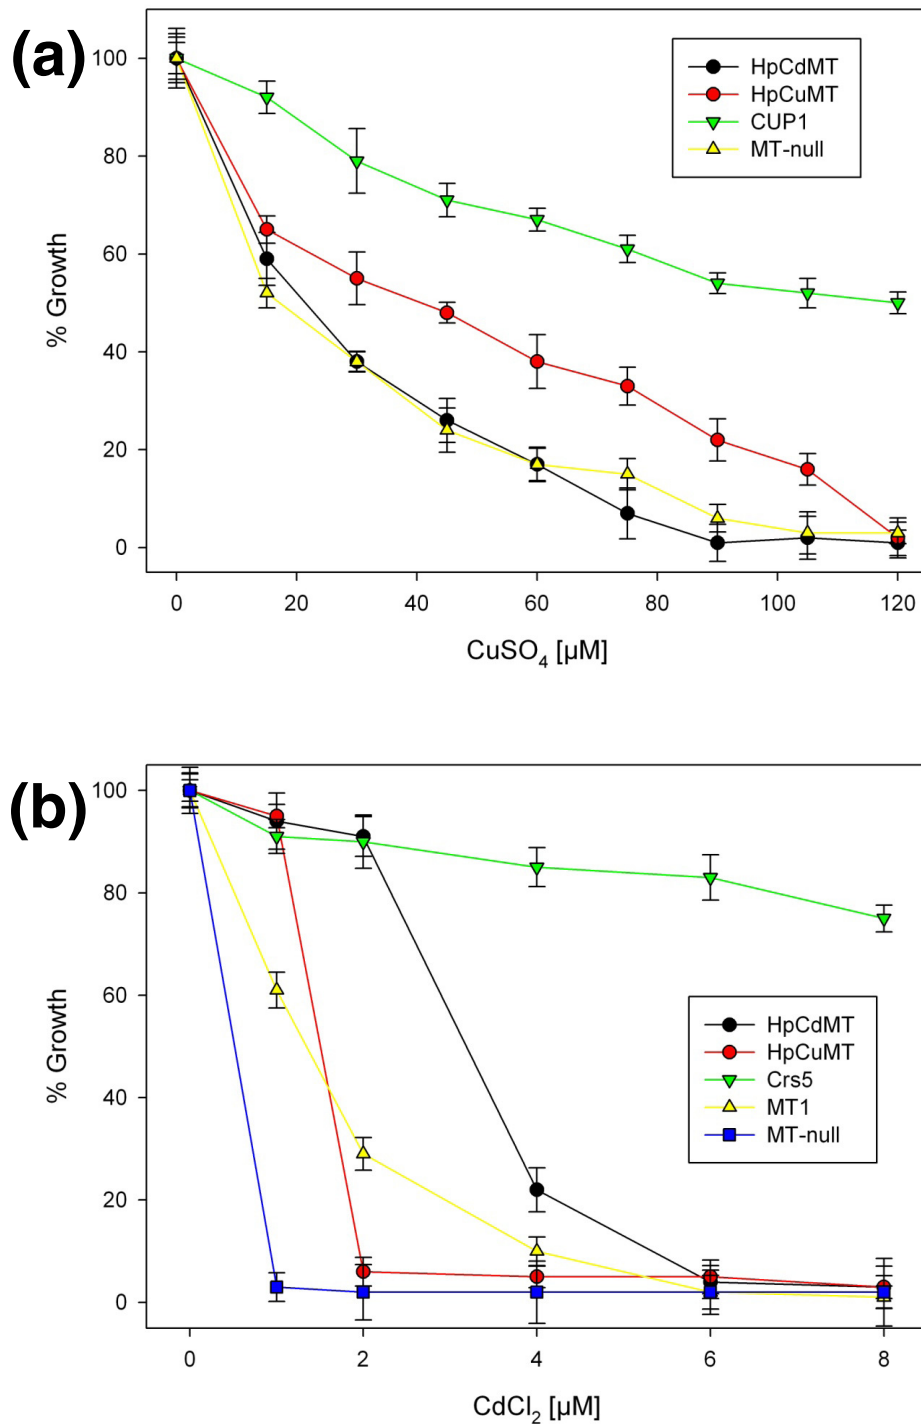 (a)
% Growth
100
80
60
40
20
0
HpCdMT
HpCuMT
CUP1
MT-null
0 20 40 60 80 100 120
CuSO4 [µM]
(b)
% Growth
100
80
60
40
20
0
HpCdMT
HpCuMT
Crs5
MT1
MT-null
0 2 4 6 8
CdCl2 [µM]